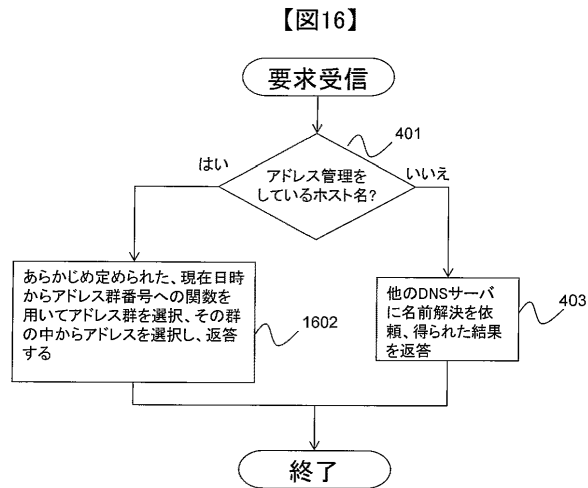 【図16】
要求受信
401
はい
アドレス管理を
しているホスト名?
いいえ
あらかじめ定められた、現在日時
からアドレス群番号への関数を
用いてアドレス群を選択、その群
の中からアドレスを選択し、返答
する
1602
他のDNSサーバ
に名前解決を依
頼、得られた結果
を返答
403
終了